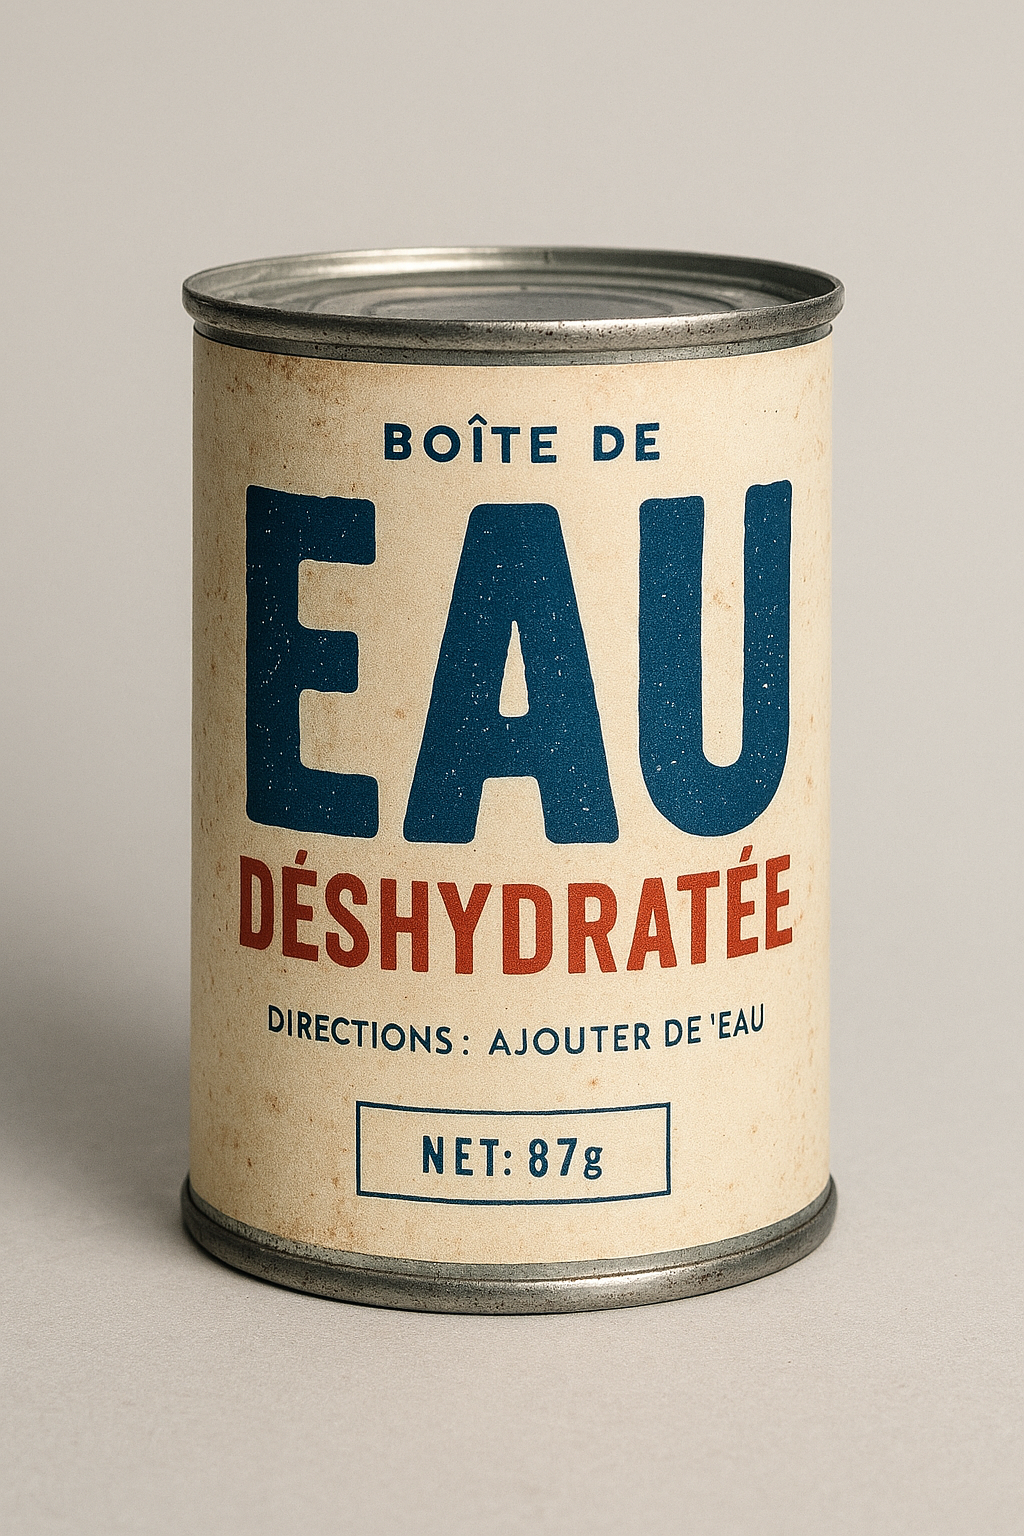 BOÎTE DE
EAU
DÉSHYDRATÉE
DIRECTIONS : AJOUTER DE 'EAU
NET: 87g